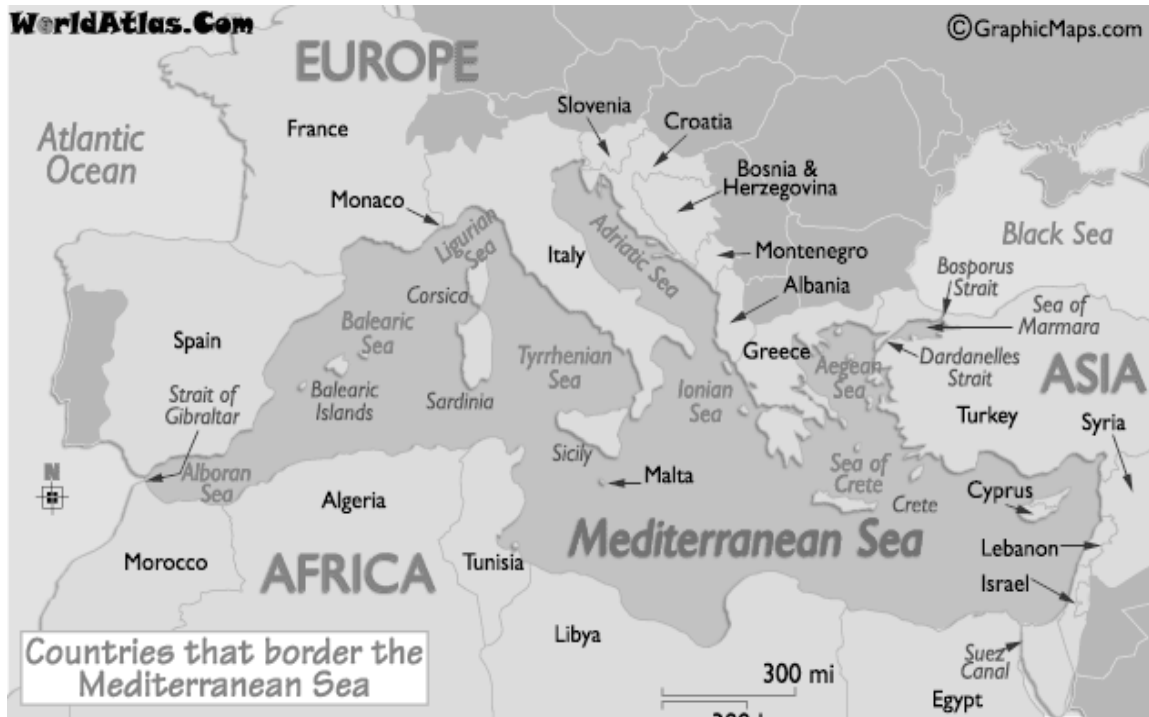 WorldAtlas.Com
©GraphicMaps.com
EUROPE
Slovenia
Croatia
France
Atlantic
Ocean
Bosnia &
Herzegovina
Monaco
Ligurian
Sea
Adriatic Sea
Italy
Montenegro
Black Sea
Bosporus
Strait
Albania
Corsica
Sea of
Marmara
Balearic
Sea
Spain
Tyrrhenian
Sea
Greece
Aegean
Sea
Dardanelles
Strait
ASIA
Strait of
Gibraltar
Balearic
Islands
Sardinia
Ionian
Sea
Turkey
Syria
Sicily
N
Alboran
Sea
Malta
Sea of
Crete
Crete
Cyprus
Algeria
Mediterranean Sea
Lebanon
Morocco
AFRICA
Tunisia
Israel
Libya
Countries that border the
Mediterranean Sea
Suez
Canal
300 mi
Egypt